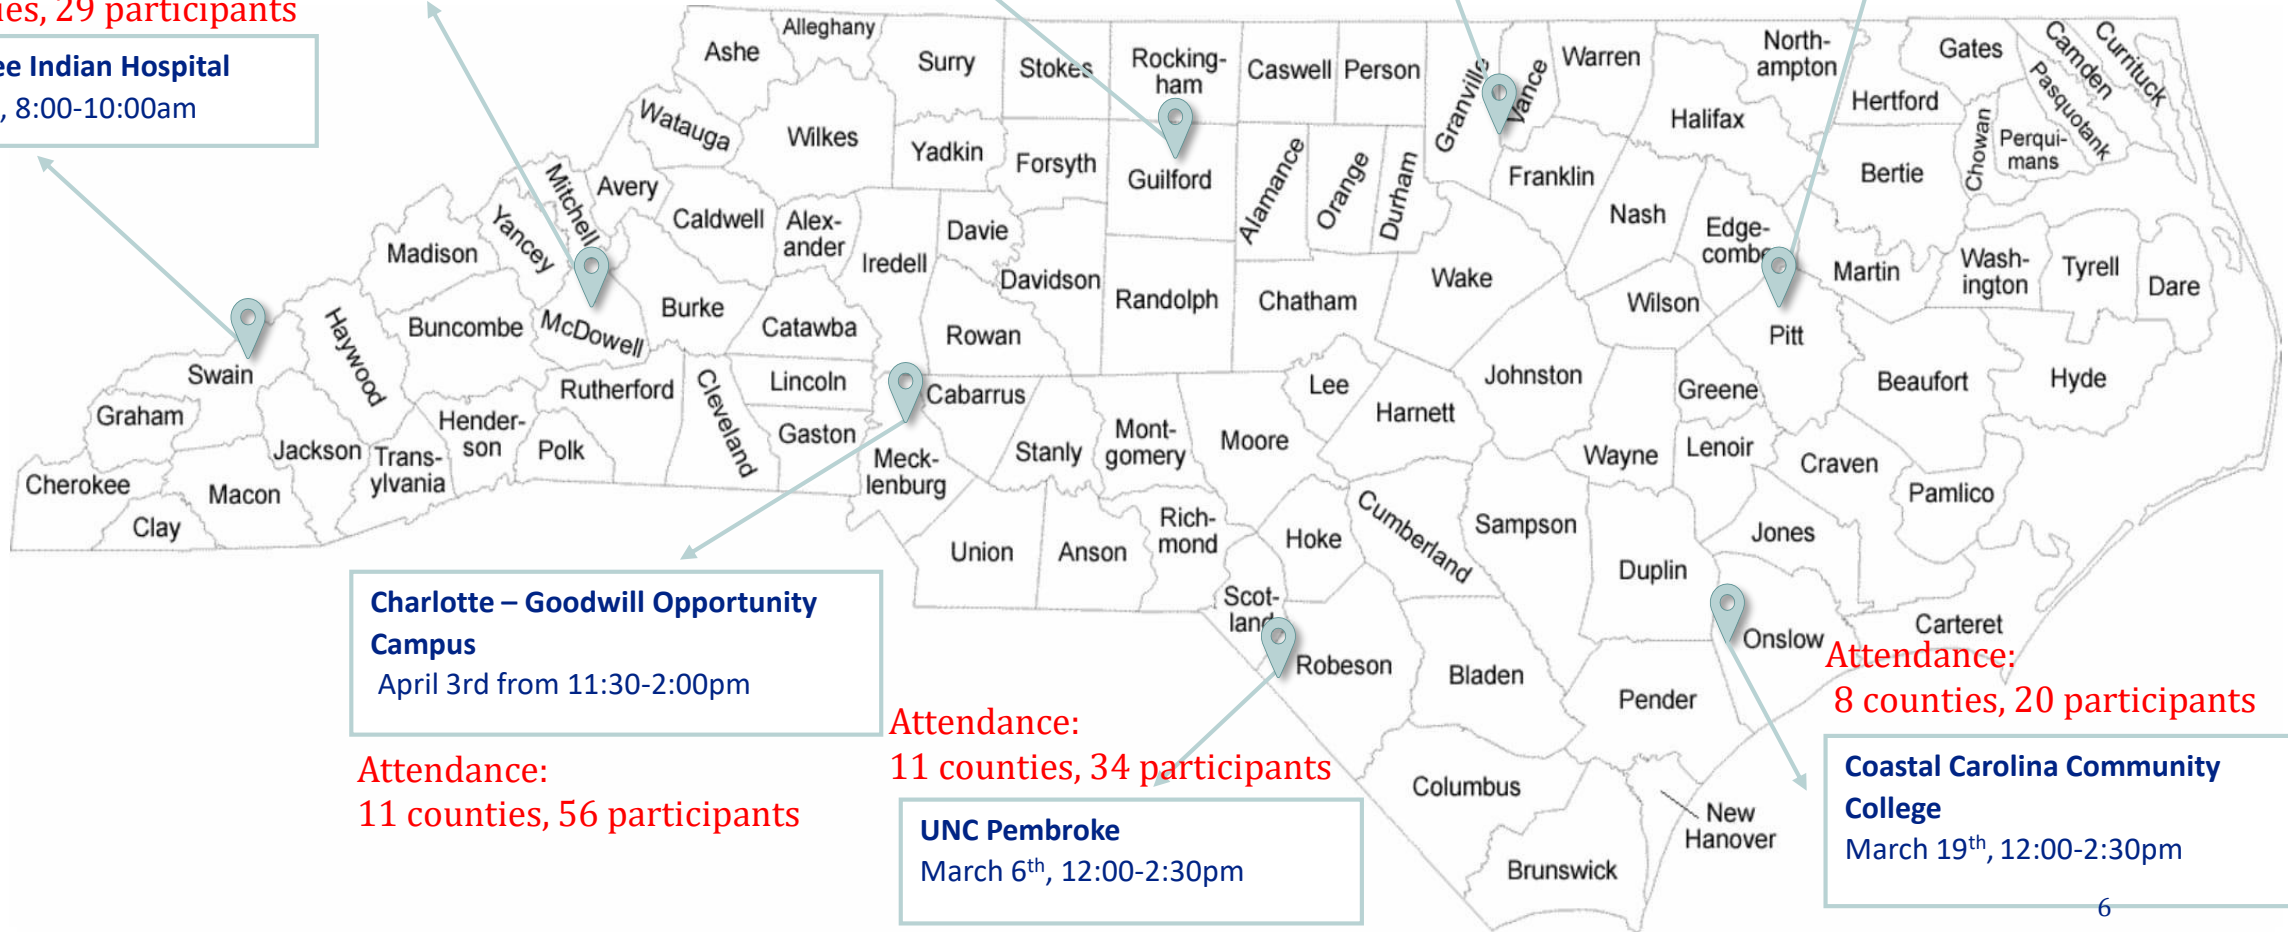 ies, 29 participants
ee Indian Hospital
, 8:00-10:00am
Alleghany
Ashe
Surry
Stokes
Rocking-
ham
Caswell
Person
Granville
Vance
Warren
North-
ampton
Gates
Camden
Currituck
Pasquotank
Hertford
Halifax
Watauga
Wilkes
Yadkin
Forsyth
Guilford
Alamance
Orange
Durham
Franklin
Bertie
Chowan
Perqui-
mans
Mitchell
Avery
Yancey
Caldwell
Alex-
ander
Davie
Iredell
Nash
Edge-
combe
Madison
Davidson
Randolph
Chatham
Wake
Wilson
Martin
Wash-
ington
Tyrell
Dare
Haywood
Buncombe
McDowell
Burke
Catawba
Rowan
Pitt
Swain
Rutherford
Cleveland
Lincoln
Cabarrus
Lee
Johnston
Greene
Beaufort
Hyde
Graham
Jackson
Trans-
ylvania
Hender-
son
Polk
Gaston
Meck-
lenburg
Stanly
Mont-
gomery
Moore
Harnett
Wayne
Lenoir
Craven
Pamlico
Cherokee
Macon
Clay
Union
Anson
Rich-
mond
Hoke
Cumberland
Sampson
Jones
Duplin
Scot-
land
Robeson
Bladen
Pender
Onslow
Carteret
Columbus
New
Hanover
Brunswick
Charlotte – Goodwill Opportunity
Campus
April 3rd from 11:30-2:00pm
Attendance:
11 counties, 56 participants
Attendance:
11 counties, 34 participants
UNC Pembroke
March 6th, 12:00-2:30pm
Attendance:
8 counties, 20 participants
Coastal Carolina Community
College
March 19th, 12:00-2:30pm
6